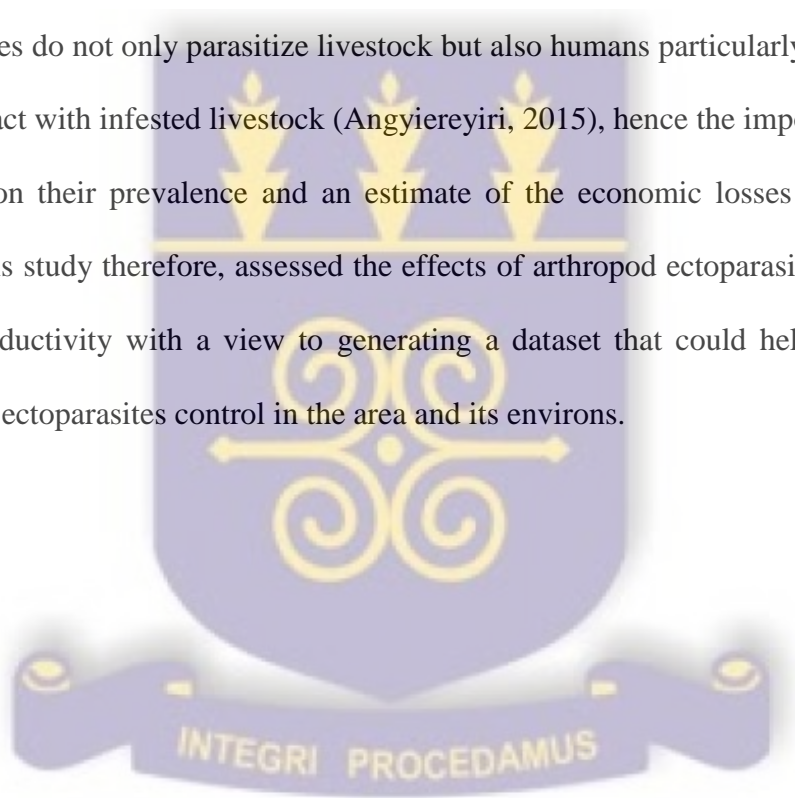 es do not only parasitize livestock but also humans particularly
act with infested livestock (Angyiereyiri, 2015), hence the impo
on their prevalence and an estimate of the economic losses
s study therefore, assessed the effects of arthropod ectoparasi
ductivity with a view to generating a dataset that could hel
ectoparasites control in the area and its environs.
INTEGRI PROCEDAMUS